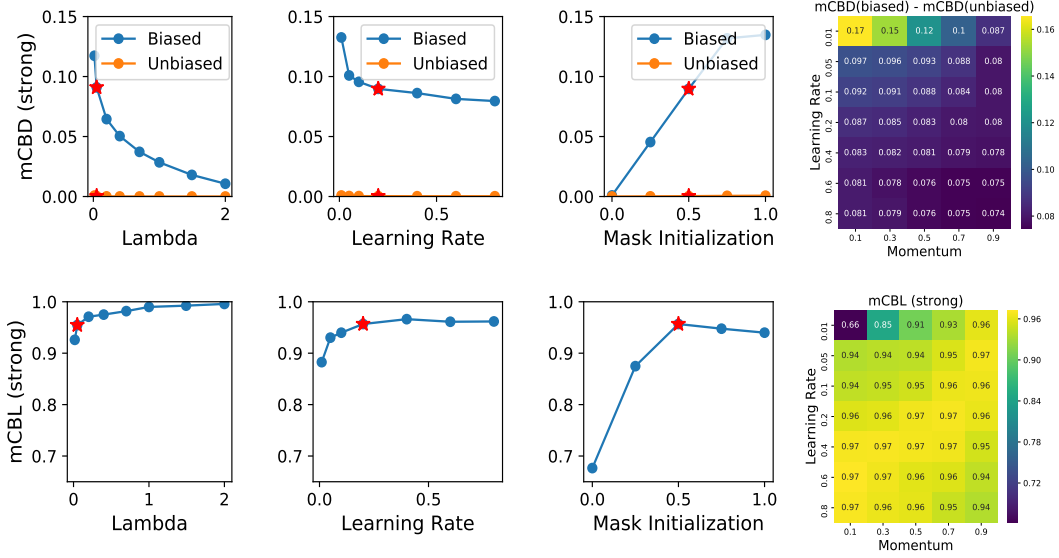 mCBD (strong)
0.15
0.10
0.05
0.00
Biased
Unbiased
0
2
Lambda
0.15
0.10
0.05
0.00
Biased
Unbiased
0.0
0.5
Learning Rate
0.15
0.10
0.05
0.00
Biased
Unbiased
0.0
0.5
1.0
Mask Initialization
mCBD(biased) - mCBD(unbiased)
Learning Rate
0.01 0.17 0.15 0.12 0.1 0.087
0.05 0.097 0.096 0.093 0.088 0.08
0.1 0.092 0.091 0.088 0.084 0.08
0.2 0.087 0.085 0.083 0.08 0.08
0.4 0.083 0.082 0.081 0.079 0.078
0.6 0.081 0.078 0.076 0.075 0.075
0.8 0.081 0.079 0.076 0.075 0.074
0.1 0.3 0.5 0.7 0.9
Momentum
0.16
0.14
0.12
0.10
0.08
mCBL (strong)
1.0
0.9
0.8
0.7
0
1
2
Lambda
1.0
0.9
0.8
0.7
0.0
0.5
Learning Rate
1.0
0.9
0.8
0.7
0.0
0.5
1.0
Mask Initialization
mCBL (strong)
Learning Rate
0.01 0.66 0.85 0.91 0.93 0.96
0.05 0.94 0.94 0.94 0.95 0.97
0.1 0.94 0.95 0.96 0.96 0.96
0.2 0.96 0.96 0.97 0.97 0.96
0.4 0.97 0.97 0.97 0.97 0.95
0.6 0.97 0.97 0.96 0.96 0.94
0.8 0.97 0.96 0.96 0.95 0.94
0.1 0.3 0.5 0.7 0.9
Momentum
0.96
0.90
0.84
0.78
0.72